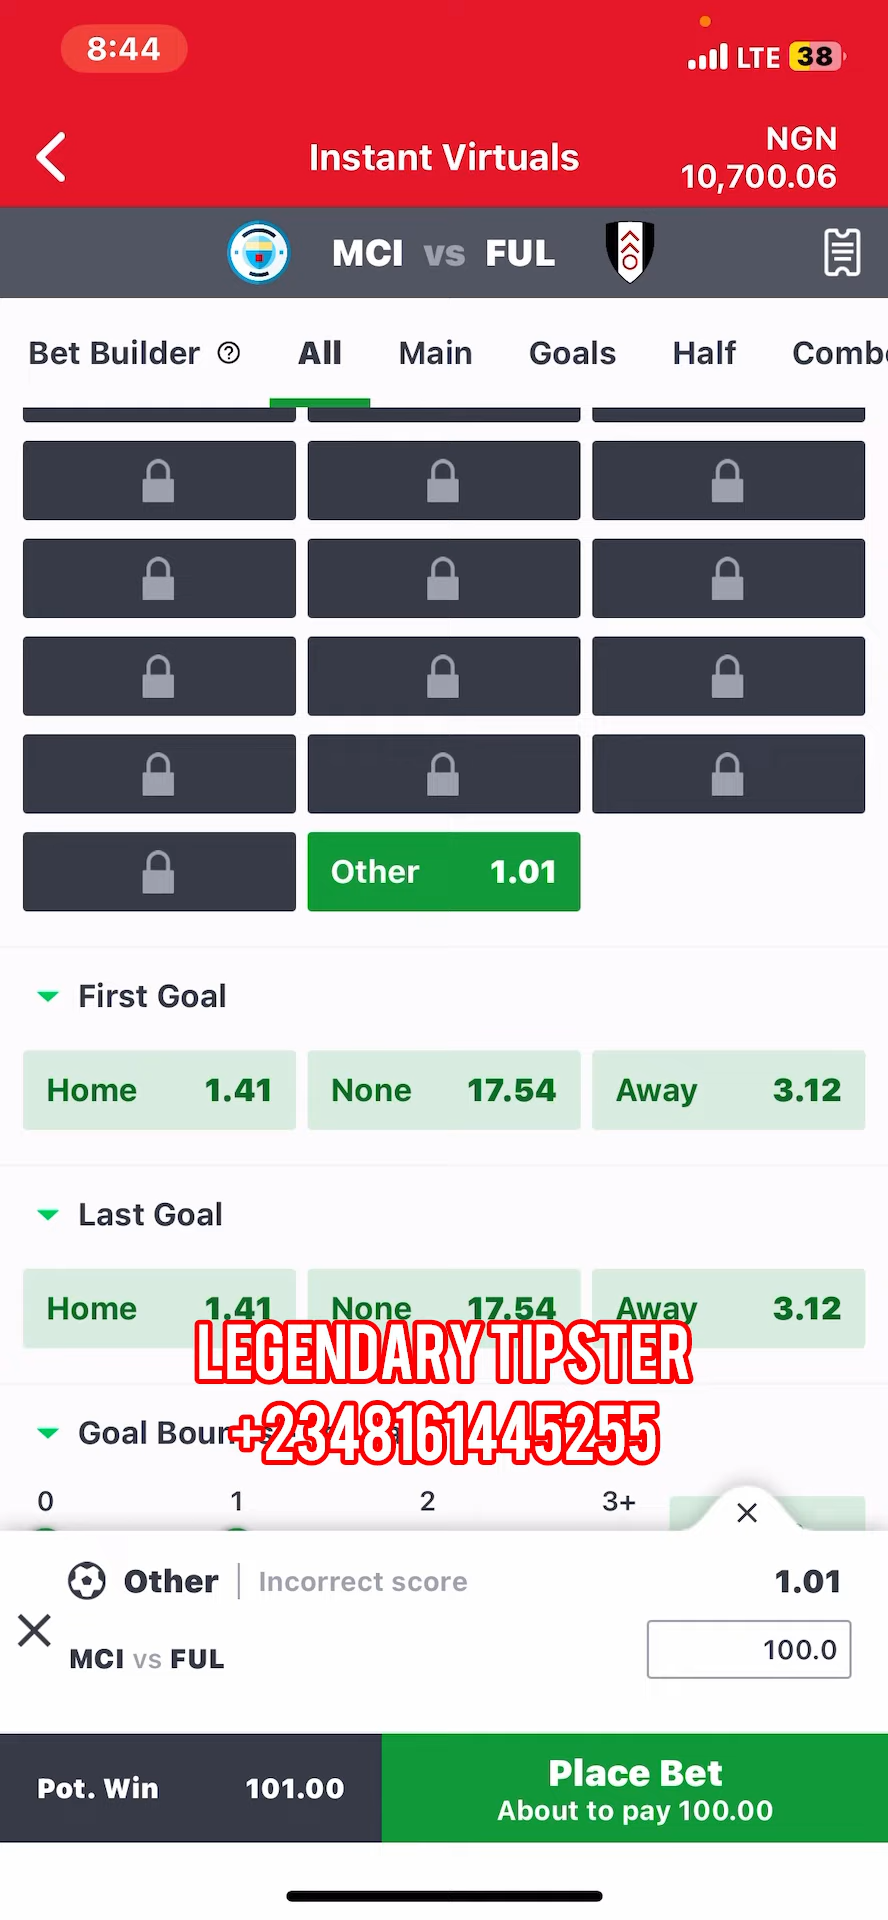 8:44
LTE 38
Instant Virtuals
NGN
10,700.06
MCI vs FUL
Bet Builder ? All Main Goals Half
Other 1.01
First Goal
Home 1.41 None 17.54 Away 3.12
Last Goal
Home 1.41 None 17.54 Away 3.12
LEGENDARY TIPSTER
Goal
+2348161445255
0 1 2 3+
Other | Incorrect score 1.01
MCI vs FUL
100.0
Pot. Win 101.00
Place Bet
About to pay 100.00